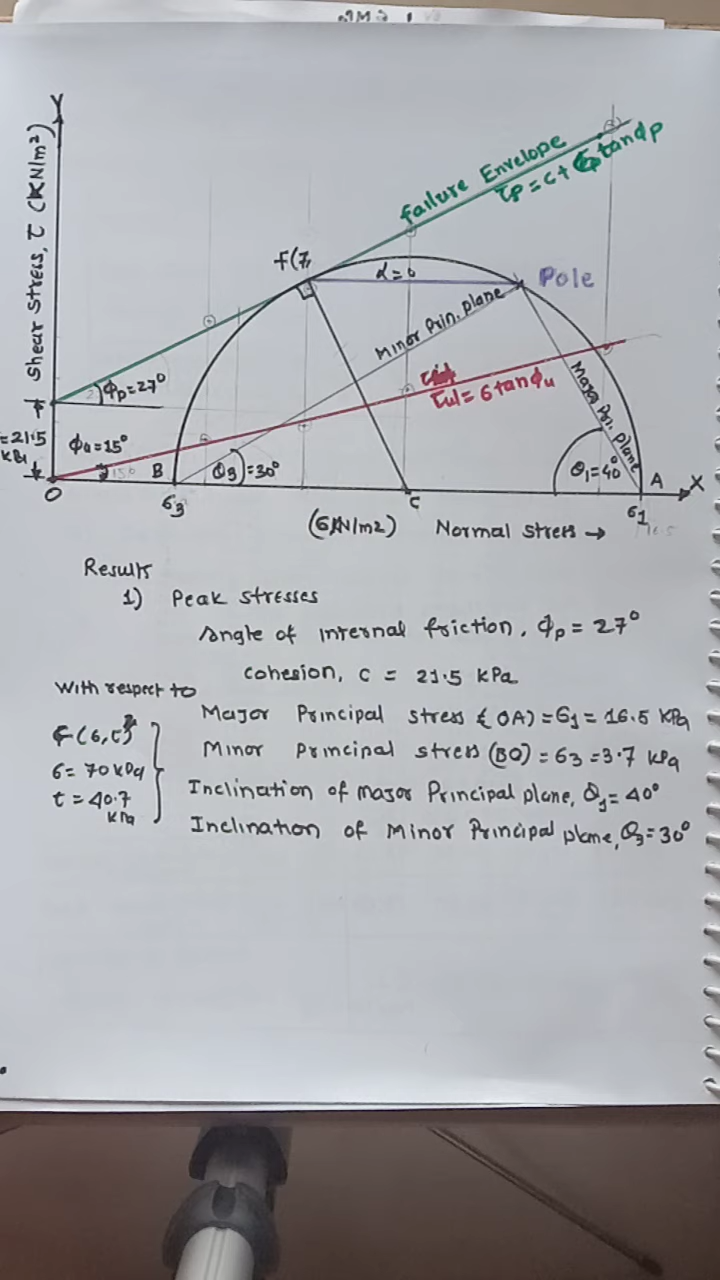 Y
Shear Stress, τ (KN/m²)
Failure Envelope
τp = c + σp tanϕp
f(7,
α=0
Pole
Minor Prin. plane
Major Prin. plane
ϕp=27°
τul= σ tanϕu
=21.5
kPa
ϕu=15°
B
θ3=30°
θ1=40°
A
X
O
σ3
C
σ1
(σKN/m2) Normal stress →
Results
1) Peak stresses
Angle of internal friction, ϕp = 27°
cohesion, c = 21.5 kPa
With respect to
F(σ,τ)
σ= 70kPa
t = 40.7
kPa
Major Principal stress (OA) = σ1 = 16.5 kPa
Minor Principal stress (BO) = σ3 = 3.7 kPa
Inclination of major Principal plane, θ1= 40°
Inclination of Minor Principal plane, θ3=30°